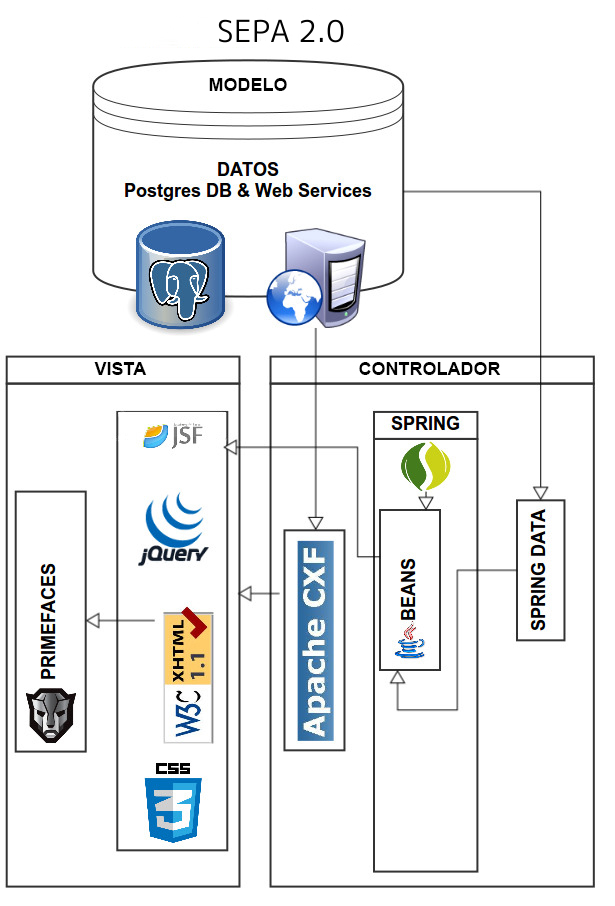 SEPA 2.0
MODELO
DATOS
Postgres DB & Web Services
VISTA
CONTROLADOR
JSF
jQuery
PRIMEFACES
XHTML
1.1
W3C
CSS
3
SPRING
BEANS
Apache CXF
SPRING DATA